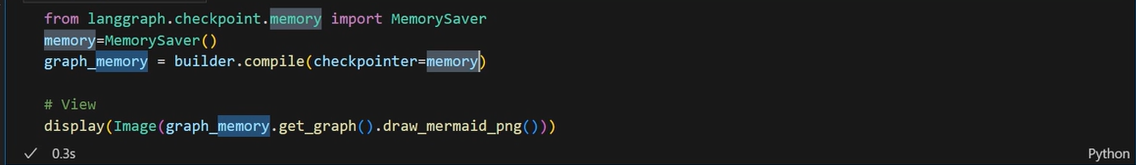 from langgraph.checkpoint.memory import MemorySaver
memory=MemorySaver()
graph_memory = builder.compile(checkpointer=memory)
# View
display(Image(graph_memory.get_graph().draw_mermaid_png()))
0.3s
Python